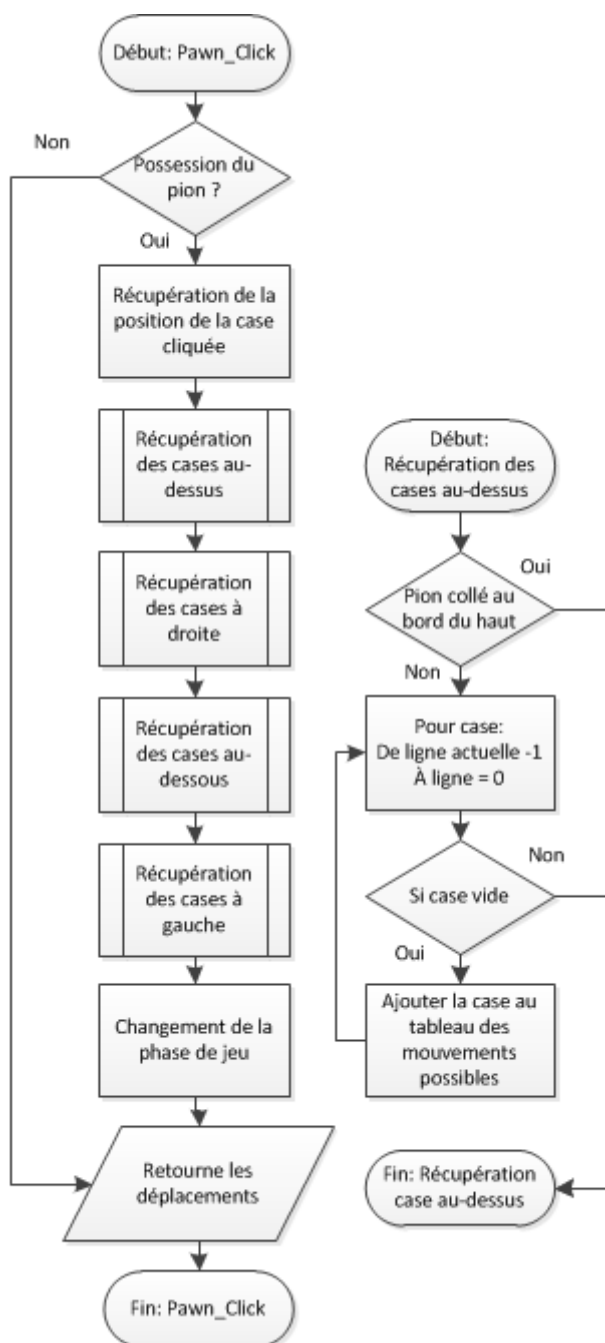 Début: Pawn_Click
Non
Possession du
pion ?
Oui
Récupération de la
position de la case
cliquée
Récupération
des cases au-
dessus
Récupération
des cases à
droite
Récupération
des cases au-
dessous
Récupération
des cases à
gauche
Changement de la
phase de jeu
Retourne les
déplacements
Fin: Pawn_Click
Début:
Récupération des
cases au-dessus
Oui
Pion collé au
bord du haut
Non
Pour case:
De ligne actuelle -1
À ligne = 0
Non
Si case vide
Oui
Ajouter la case au
tableau des
mouvements
possibles
Fin: Récupération
case au-dessus